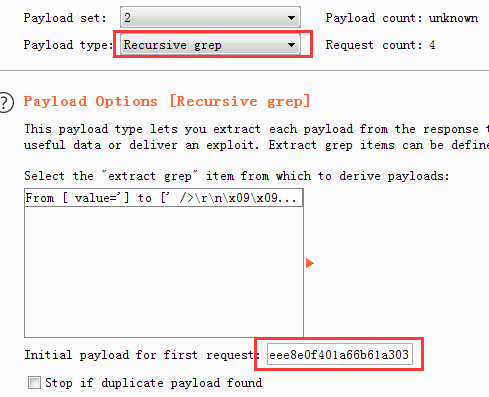 Payload set: 2 Payload count: unknown
Payload type: Recursive grep Request count: 4
? Payload Options [Recursive grep]
This payload type lets you extract each payload from the response t
useful data or deliver an exploit. Extract grep items can be define
Select the "extract grep" item from which to derive payloads:
From [ value='] to [' />\r\n\x09\x09...
Initial payload for first request: eee8e0f401a66b61a303
Stop if duplicate payload found